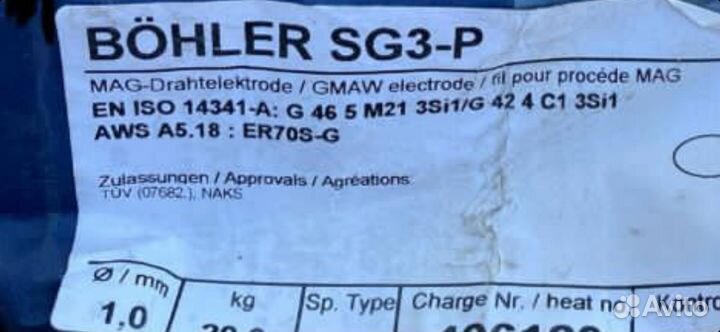 BÖHLER SG3-P
MAG-Drahtelektrode / GMAW electrode / fil pour procéde MAG
EN ISO 14341-A: G 46 5 M21 3Si1/G 42 4 C1 3Si1
AWS A5.18 : ER70S-G
Zulassungen / Approvals / Agréations
TÜV (07682.), NAKS
Ø / mm
kg
Sp. Type
Charge Nr. / heat no
Kontro
1,0
Avito